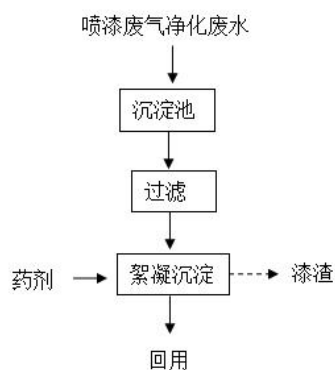 喷漆废气净化废水
沉淀池
过滤
药剂
絮凝沉淀
漆渣
回用